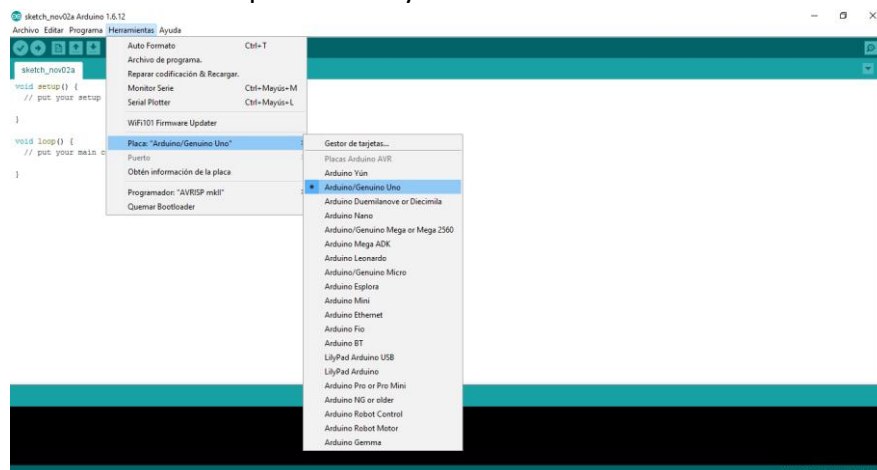 sketch_nov02a Arduino 1.6.12
Archivo Editar Programa Herramientas Ayuda
sketch_nov02a
void setup() {
// put your setup
}
void loop() {
// put your main c
}
Auto Formato Ctrl+T
Archivo de programa.
Reparar codificación & Recargar.
Monitor Serie Ctrl+Mayús+M
Serial Plotter Ctrl+Mayús+L
WiFi101 Firmware Updater
Placa: "Arduino/Genuino Uno"
Puerto
Obtén información de la placa
Programador: "AVRISP mkII"
Quemar Bootloader
Gestor de tarjetas...
Placas Arduino AVR
Arduino Yún
Arduino/Genuino Uno
Arduino Duemilanove or Diecimila
Arduino Nano
Arduino/Genuino Mega or Mega 2560
Arduino Mega ADK
Arduino Leonardo
Arduino/Genuino Micro
Arduino Esplora
Arduino Mini
Arduino Ethernet
Arduino Fio
Arduino BT
LilyPad Arduino USB
LilyPad Arduino
Arduino Pro or Pro Mini
Arduino NG or older
Arduino Robot Control
Arduino Robot Motor
Arduino Gemma